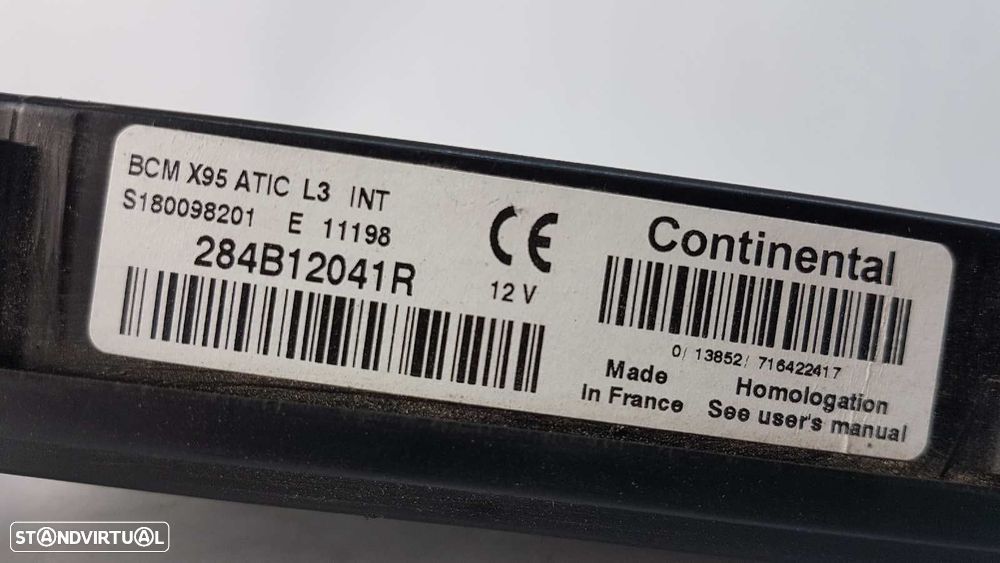 BCM X95 ATIC L3 INT
S180098201 E 11198
284B12041R
CE
12 V
Continental
0/ 13852/ 716422417
Made
in France
Homologation
See user's manual
STANDVIRTUAL